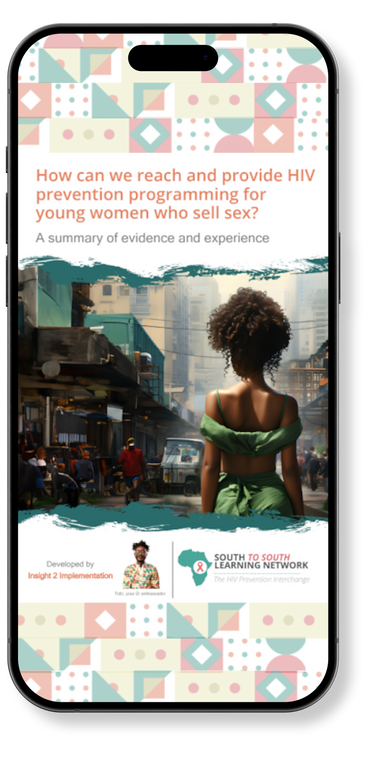 How can we reach and provide HIV
prevention programming for
young women who sell sex?
A summary of evidence and experience
Developed by
Insight 2 Implementation
SOUTH TO SOUTH
LEARNING NETWORK
The HIV Prevention Interchange